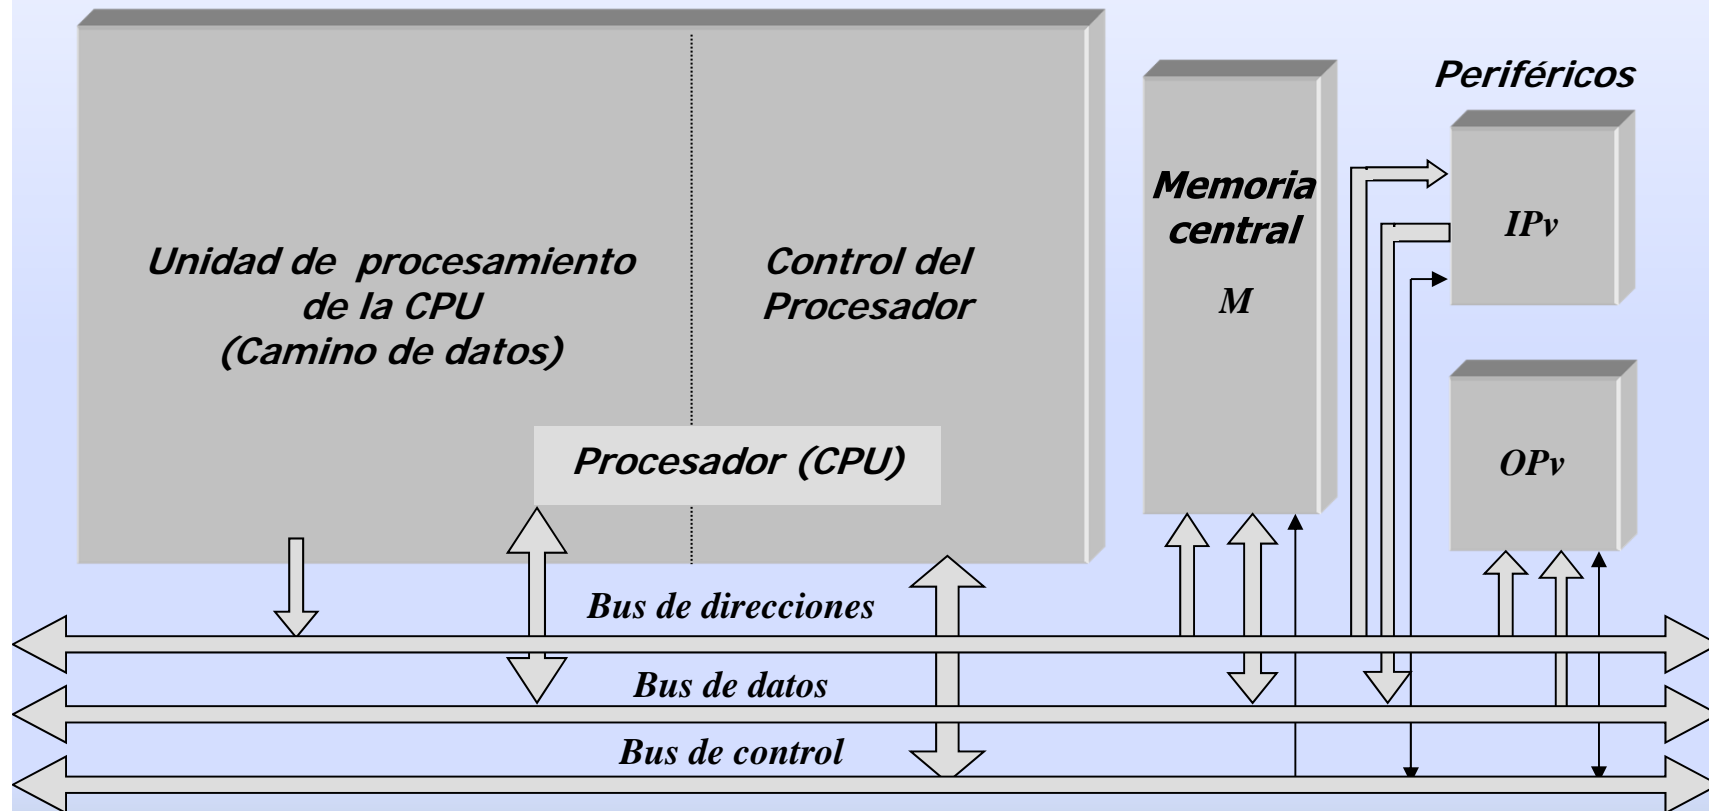 Unidad de procesamiento
de la CPU
(Camino de datos)
Control del
Procesador
Procesador (CPU)
Memoria
central
M
Periféricos
IPv
OPv
Bus de direcciones
Bus de datos
Bus de control